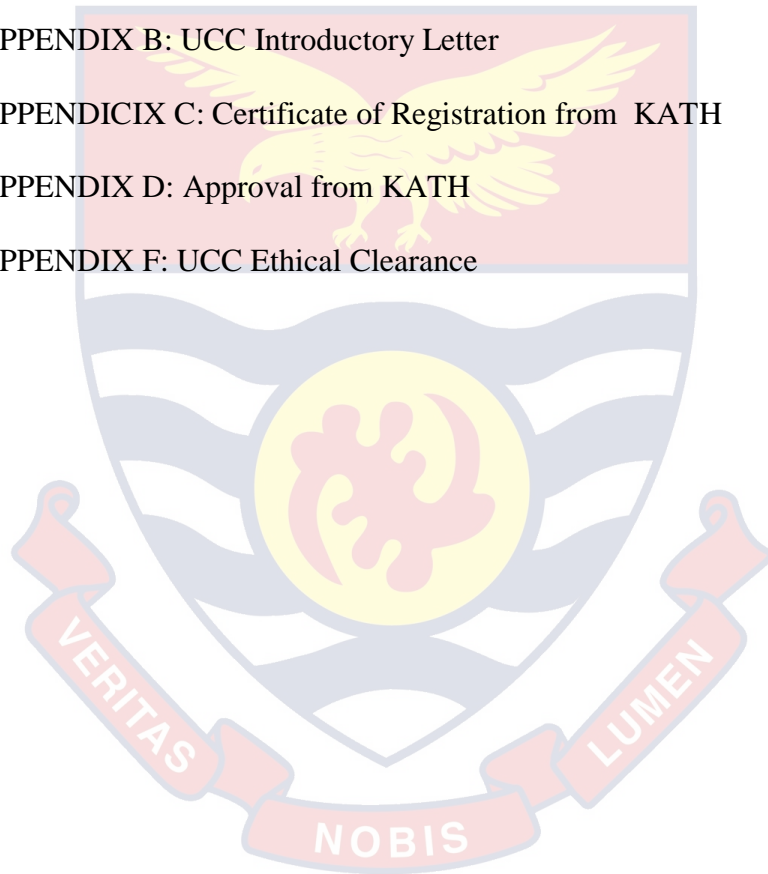 PPENDIX B: UCC Introductory Letter
PPENDICIX C: Certificate of Registration from KATH
PPENDIX D: Approval from KATH
PPENDIX F: UCC Ethical Clearance
VERITAS
NOBIS
LUMEN